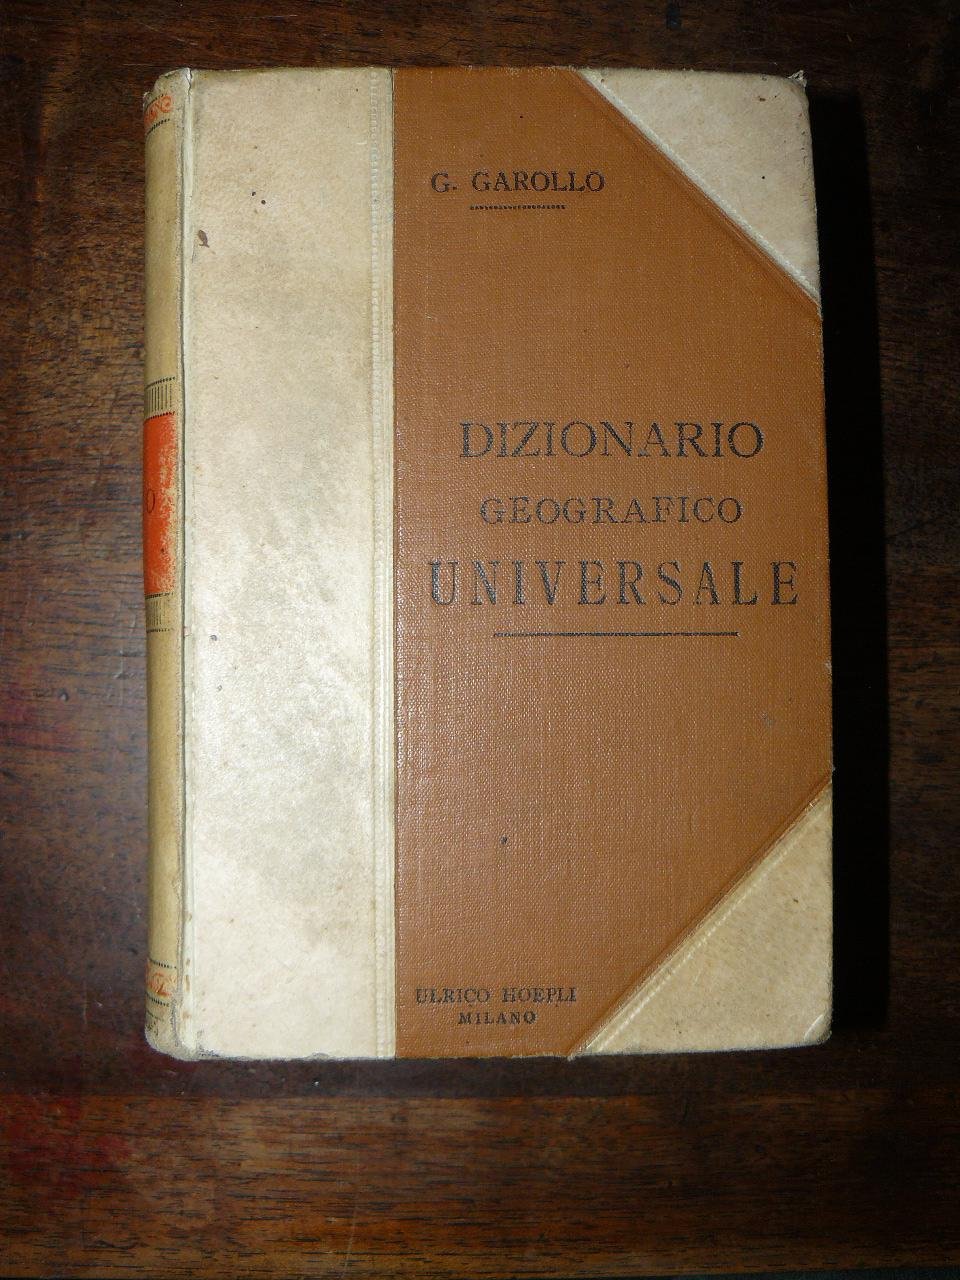 G. GAROLLO
DIZIONARIO
GEOGRAFICO
UNIVERSALE
ULRICO HOEPLI
MILANO